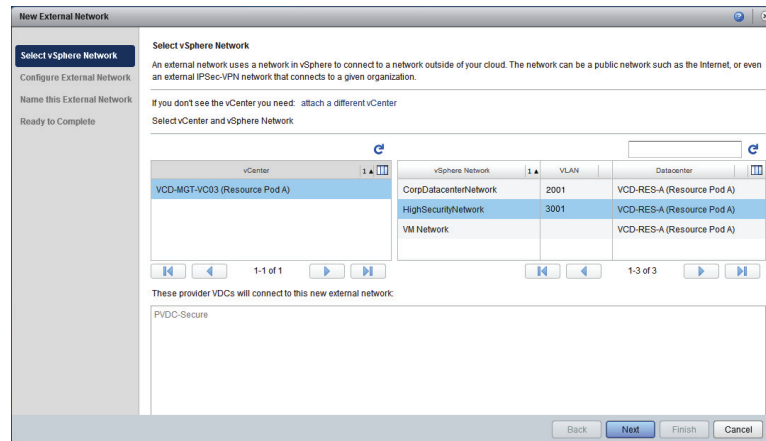 New External Network
Select vSphere Network
Configure External Network
Name this External Network
Ready to Complete
Select vSphere Network
An external network uses a network in vSphere to connect to a network outside of your cloud. The network can be a public network such as the Internet, or even
an external IPSec-VPN network that connects to a given organization.
If you don't see the vCenter you need: attach a different vCenter
Select vCenter and vSphere Network
vCenter 1
VCD-MGT-VC03 (Resource Pod A)
1-1 of 1
vSphere Network 1 VLAN Datacenter
CorpDatacenterNetwork 2001 VCD-RES-A (Resource Pod A)
HighSecurityNetwork 3001 VCD-RES-A (Resource Pod A)
VM Network VCD-RES-A (Resource Pod A)
1-3 of 3
These provider VDCs will connect to this new external network:
PVDC-Secure
Back Next Finish Cancel